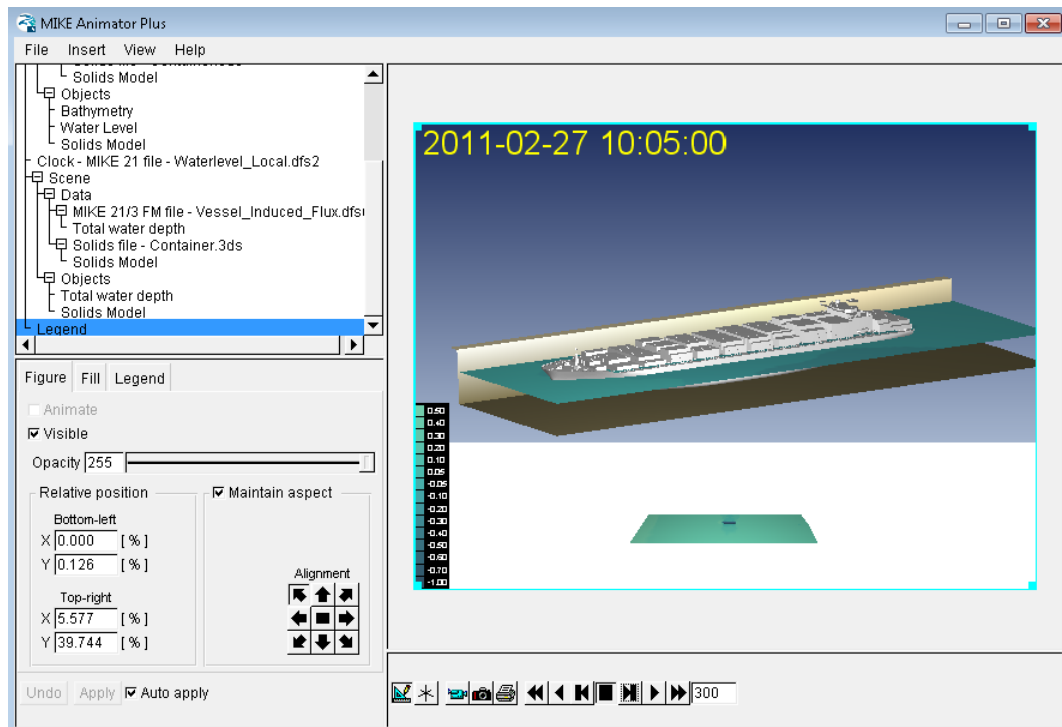 MIKE Animator Plus
File Insert View Help
Solids file - Container.3ds
Solids Model
Objects
Bathymetry
Water Level
Solids Model
Clock - MIKE 21 file - Waterlevel_Local.dfs2
Scene
Data
MIKE 21/3 FM file - Vessel_Induced_Flux.dfs
Total water depth
Solids file - Container.3ds
Solids Model
Objects
Total water depth
Solids Model
Legend
Figure Fill Legend
Animate
Visible
Opacity 255
Relative position
Maintain aspect
Bottom-left
X 0.000 [ % ]
Y 0.126 [ % ]
Alignment
Top-right
X 5.577 [ % ]
Y 39.744 [ % ]
Undo Apply Auto apply
2011-02-27 10:05:00
0.50
0.40
0.30
0.20
0.10
0.05
-0.05
-0.10
-0.20
-0.30
-0.40
-0.50
-0.60
-0.70
-1.00
300